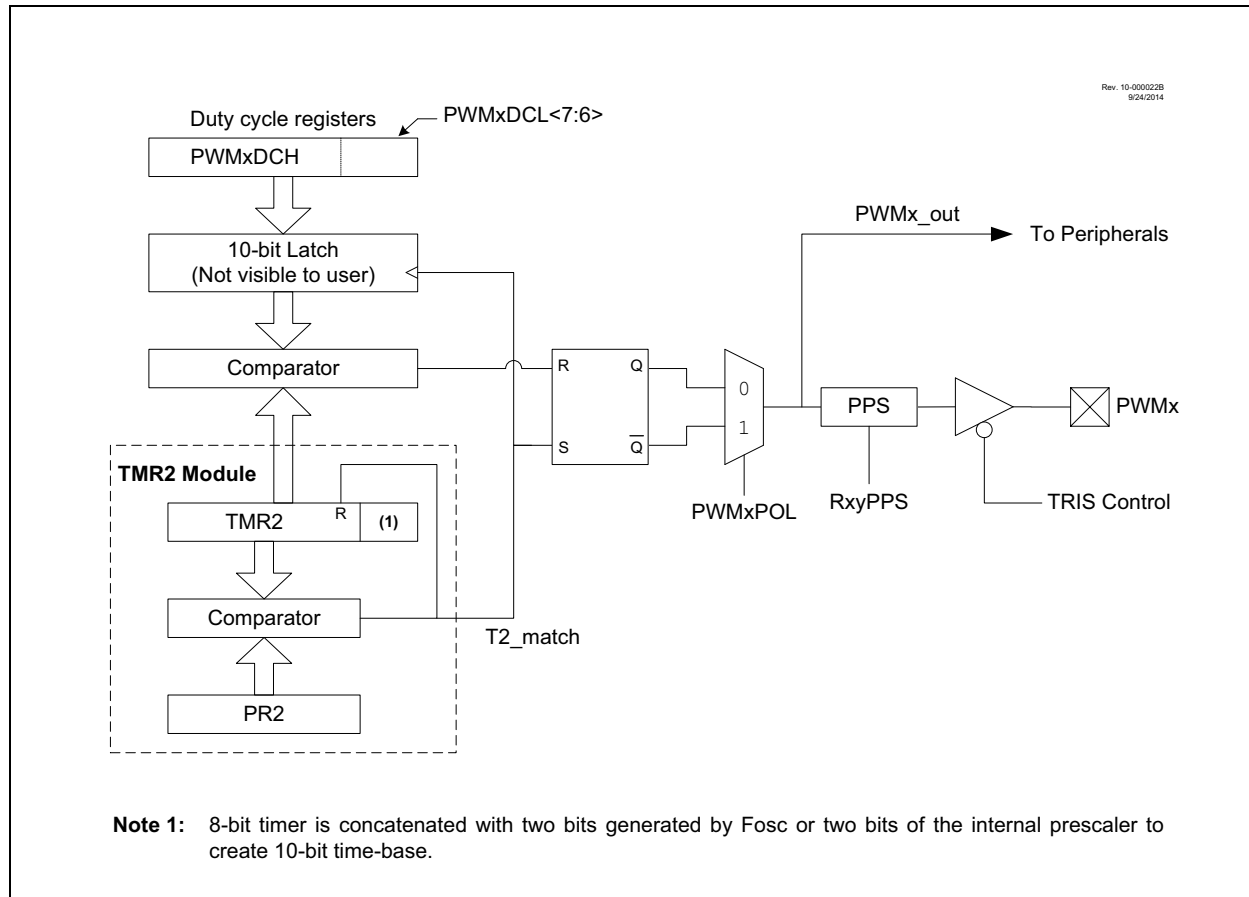 Rev. 10-000022B
9/24/2014
Duty cycle registers
PWMxDCL<7:6>
PWMxDCH
10-bit Latch
(Not visible to user)
Comparator
PWMx_out
To Peripherals
R
Q
S
Q̅
0
1
PWMxPOL
PPS
RxyPPS
PWMx
TRIS Control
TMR2 Module
TMR2
R
(1)
Comparator
T2_match
PR2
Note 1: 8-bit timer is concatenated with two bits generated by Fosc or two bits of the internal prescaler to
create 10-bit time-base.